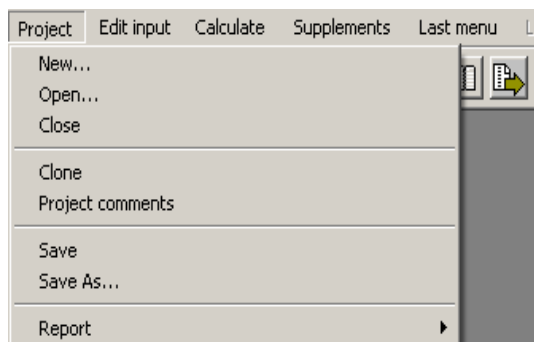 Project Edit input Calculate Supplements Last menu
New...
Open...
Close
Clone
Project comments
Save
Save As...
Report